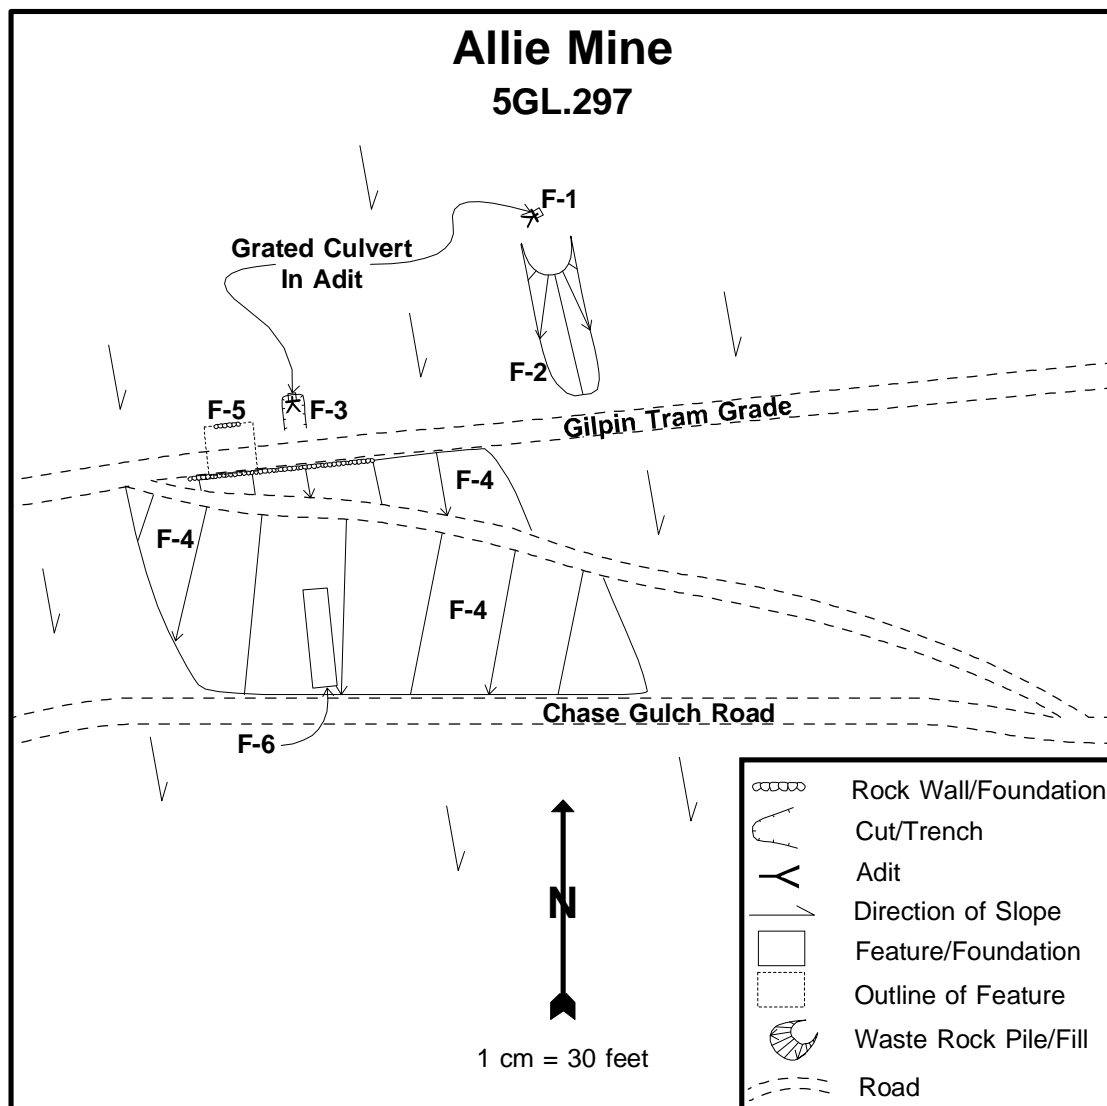 Allie Mine
5GL.297
F-1
Grated Culvert
In Adit
F-2
F-5
F-3
Gilpin Tram Grade
F-4
F-4
F-4
Chase Gulch Road
F-6
N
1 cm = 30 feet
Rock Wall/Foundation
Cut/Trench
Adit
Direction of Slope
Feature/Foundation
Outline of Feature
Waste Rock Pile/Fill
Road